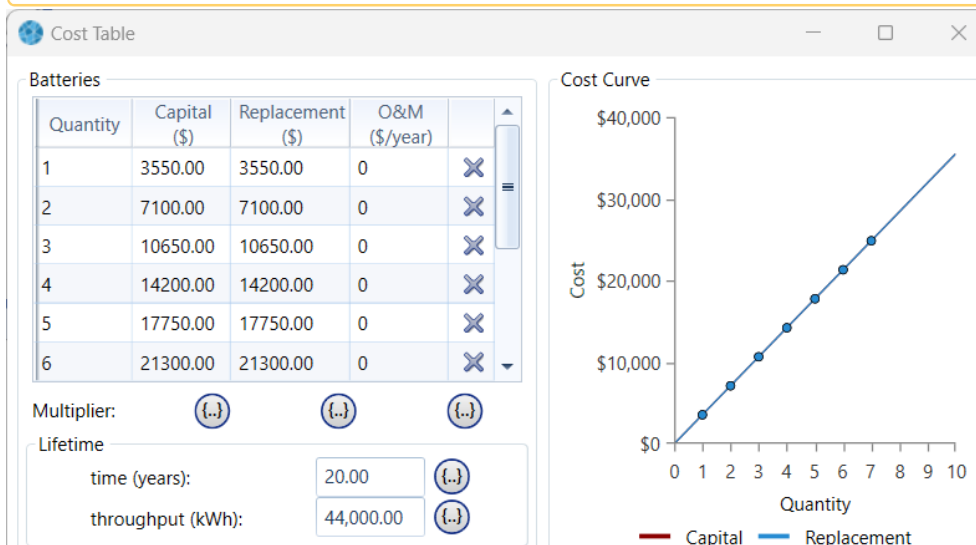 Cost Table
Batteries
Quantity Capital ($) Replacement ($) O&M ($/year)
1 3550.00 3550.00 0
2 7100.00 7100.00 0
3 10650.00 10650.00 0
4 14200.00 14200.00 0
5 17750.00 17750.00 0
6 21300.00 21300.00 0
Multiplier: {..} {..} {..}
Lifetime
time (years): 20.00 {..}
throughput (kWh): 44,000.00 {..}
Cost Curve
$40,000
$30,000
$20,000
$10,000
$0
Cost
0 1 2 3 4 5 6 7 8 9 10
Quantity
Capital Replacement